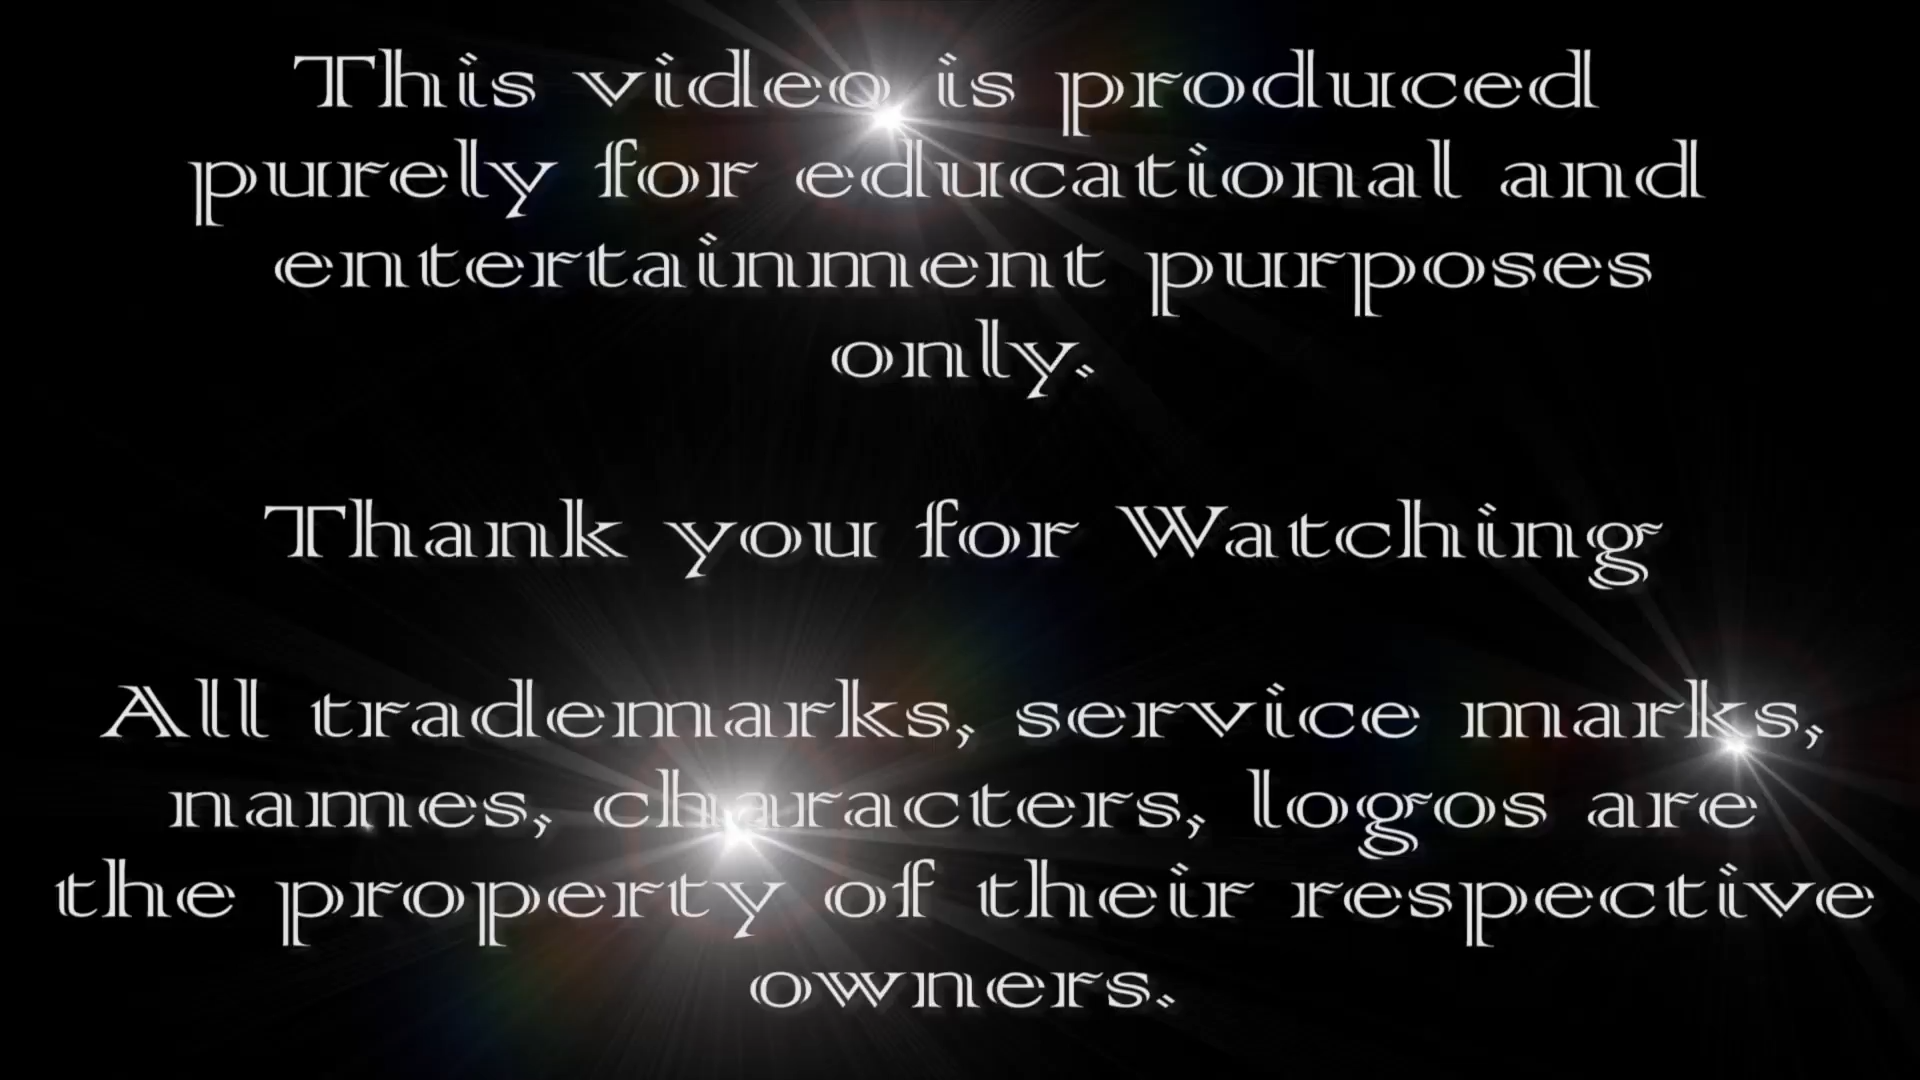 This video is produced
purely for educational and
entertainment purposes
only.
Thank you for Watching
All trademarks, service marks,
names, characters, logos are
the property of their respective
owners.